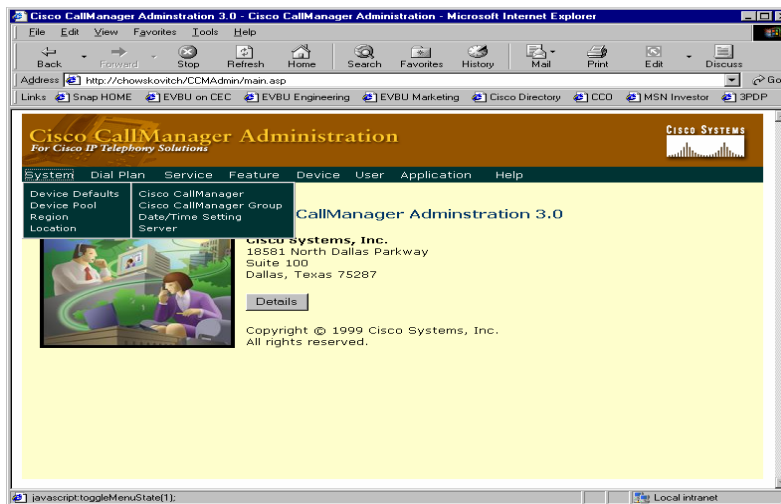 Cisco CallManager Adminstration 3.0 - Cisco CallManager Administration - Microsoft Internet Explorer
File Edit View Favorites Tools Help
Back Forward Stop Refresh Home Search Favorites History Mail Print Edit Discuss
Address http://chowskovitch/CCMAdmin/main.asp Go
Links Snap HOME EVBU on CEC EVBU Engineering EVBU Marketing Cisco Directory CCO MSN Investor 3PDP
Cisco CallManager Administration
For Cisco IP Telephony Solutions
CISCO SYSTEMS
System Dial Plan Service Feature Device User Application Help
Device Defaults Cisco CallManager
Device Pool Cisco CallManager Group
Region Date/Time Setting
Location Server
CallManager Adminstration 3.0
Cisco Systems, Inc.
18581 North Dallas Parkway
Suite 100
Dallas, Texas 75287
Details
Copyright © 1999 Cisco Systems, Inc.
All rights reserved.
javascript:toggleMenuState(1);
Local intranet